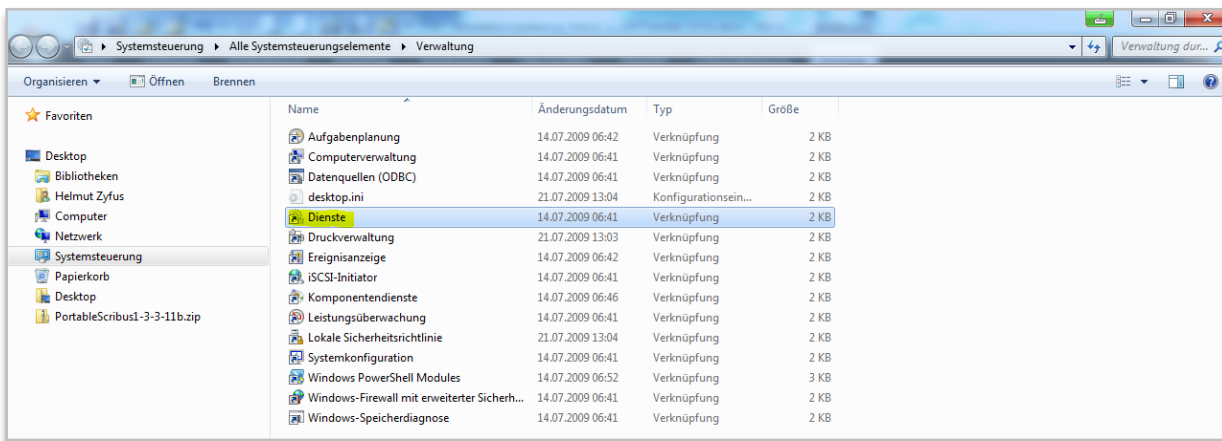 Systemsteuerung ▸ Alle Systemsteuerungselemente ▸ Verwaltung
Verwaltung dur...
Organisieren Öffnen Brennen
Favoriten
Desktop
Bibliotheken
Helmut Zyfus
Computer
Netzwerk
Systemsteuerung
Papierkorb
Desktop
PortableScribus1-3-3-11b.zip
Name Änderungsdatum Typ Größe
Aufgabenplanung 14.07.2009 06:42 Verknüpfung 2 KB
Computerverwaltung 14.07.2009 06:41 Verknüpfung 2 KB
Datenquellen (ODBC) 14.07.2009 06:41 Verknüpfung 2 KB
desktop.ini 21.07.2009 13:04 Konfigurationsein... 2 KB
Dienste 14.07.2009 06:41 Verknüpfung 2 KB
Druckverwaltung 21.07.2009 13:03 Verknüpfung 2 KB
Ereignisanzeige 14.07.2009 06:42 Verknüpfung 2 KB
iSCSI-Initiator 14.07.2009 06:41 Verknüpfung 2 KB
Komponentendienste 14.07.2009 06:46 Verknüpfung 2 KB
Leistungsüberwachung 14.07.2009 06:41 Verknüpfung 2 KB
Lokale Sicherheitsrichtlinie 21.07.2009 13:04 Verknüpfung 2 KB
Systemkonfiguration 14.07.2009 06:41 Verknüpfung 2 KB
Windows PowerShell Modules 14.07.2009 06:52 Verknüpfung 3 KB
Windows-Firewall mit erweiterter Sicherh... 14.07.2009 06:41 Verknüpfung 2 KB
Windows-Speicherdiagnose 14.07.2009 06:41 Verknüpfung 2 KB